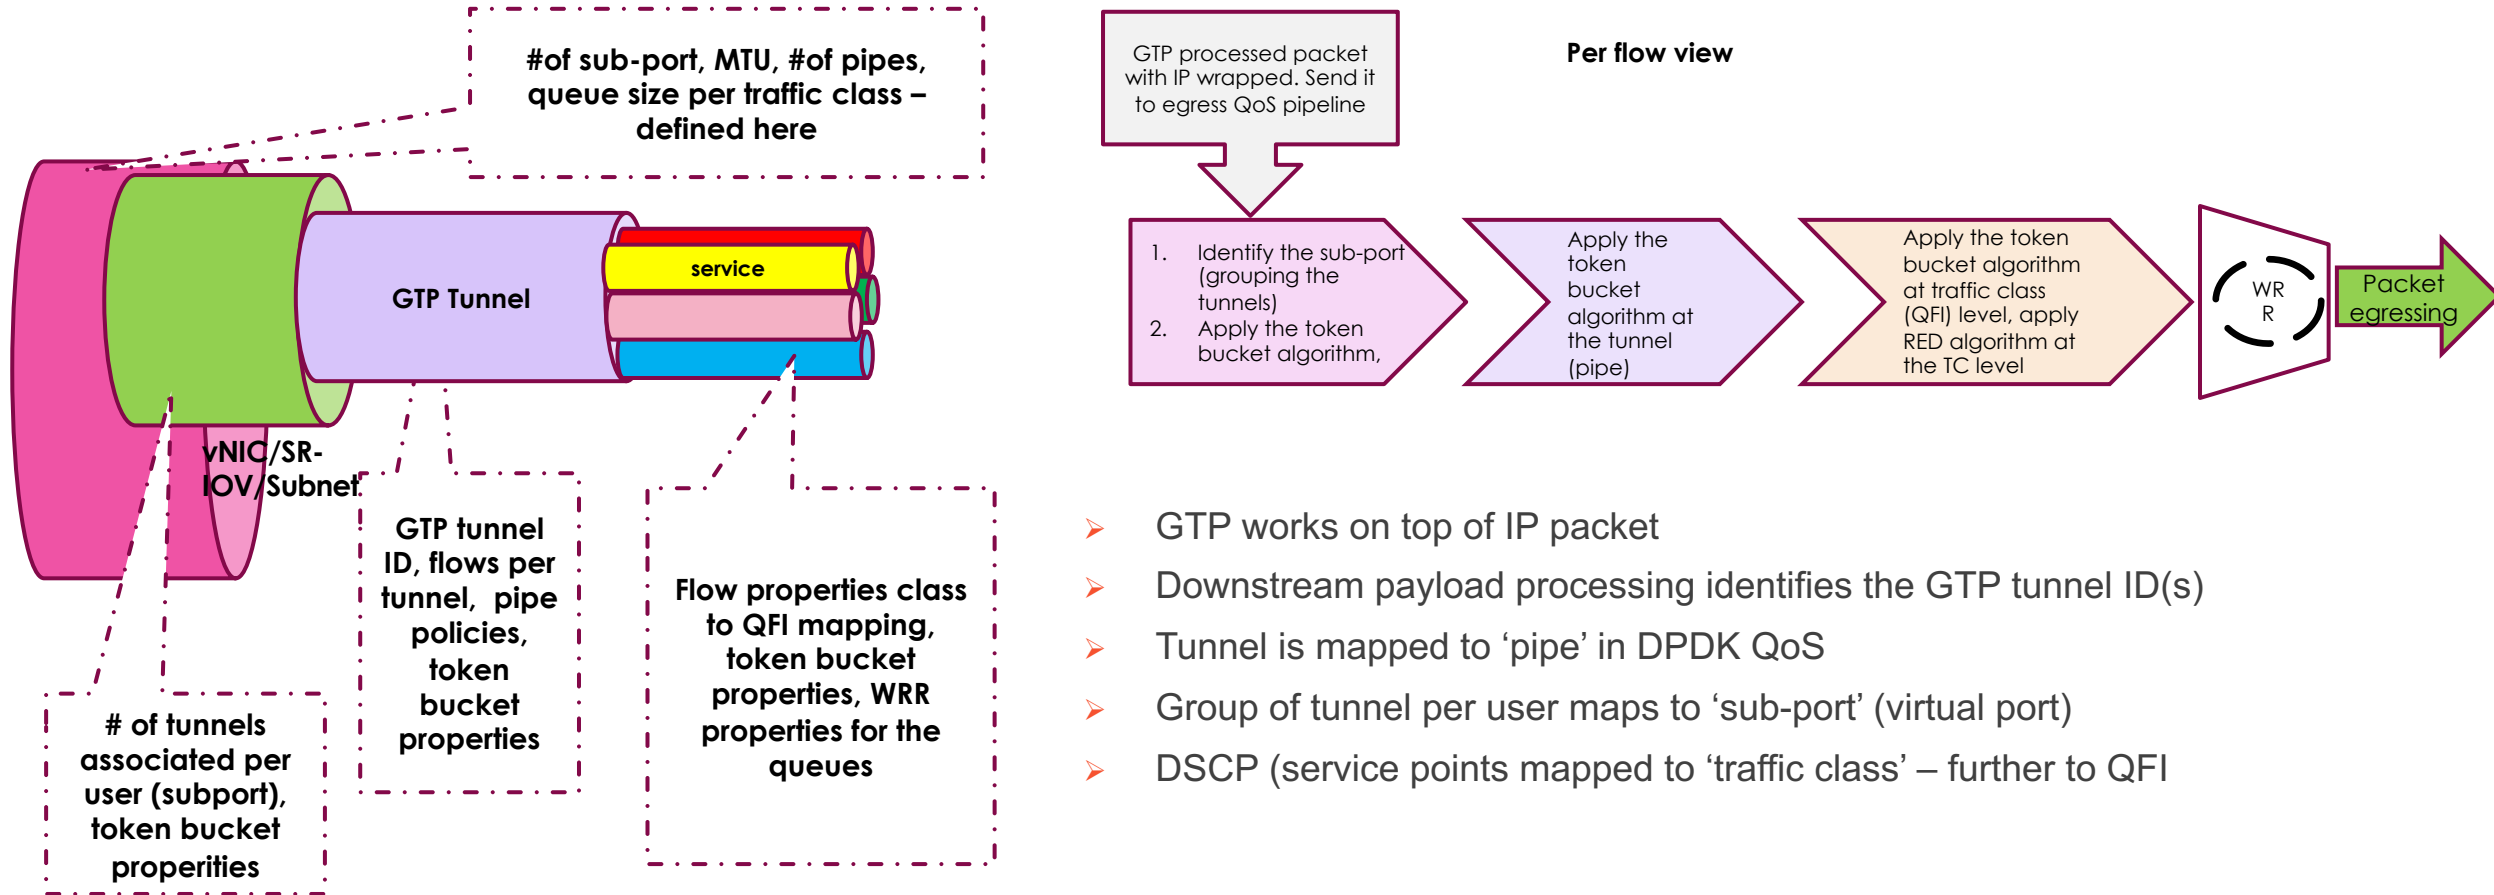 #of sub-port, MTU, #of pipes,
queue size per traffic class –
defined here
service
GTP Tunnel
vNIC/SR-
IOV/Subnet
GTP tunnel
ID, flows per
tunnel, pipe
policies,
token
bucket
properties
Flow properties class
to QFI mapping,
token bucket
properties, WRR
properties for the
queues
# of tunnels
associated per
user (subport),
token bucket
properities
Per flow view
GTP processed packet
with IP wrapped. Send it
to egress QoS pipeline
1. Identify the sub-port
(grouping the
tunnels)
2. Apply the token
bucket algorithm,
Apply the
token
bucket
algorithm at
the tunnel
(pipe)
Apply the token
bucket algorithm
at traffic class
(QFI) level, apply
RED algorithm at
the TC level
WR
R
Packet
egressing
➢ GTP works on top of IP packet
➢ Downstream payload processing identifies the GTP tunnel ID(s)
➢ Tunnel is mapped to ‘pipe’ in DPDK QoS
➢ Group of tunnel per user maps to ‘sub-port’ (virtual port)
➢ DSCP (service points mapped to ‘traffic class’ – further to QFI